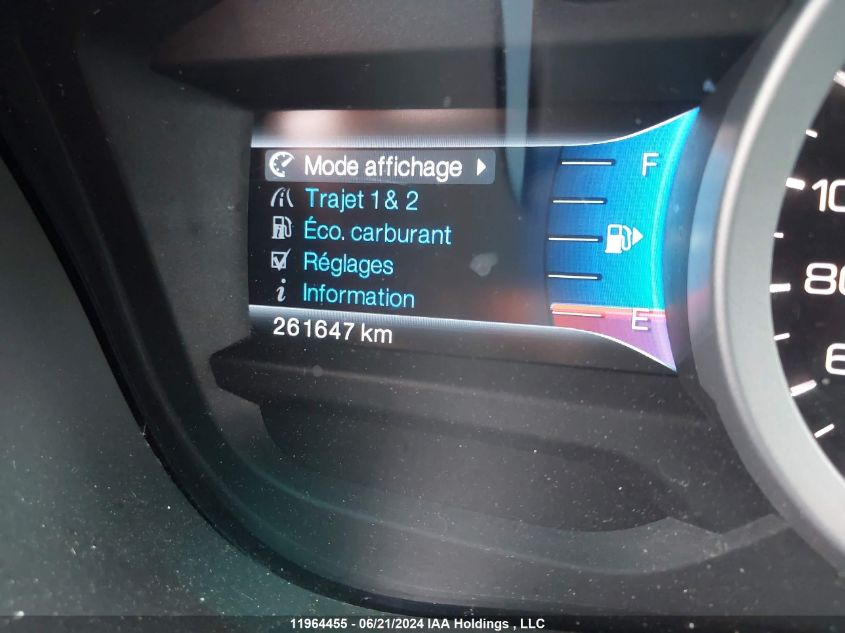 Mode affichage
Trajet 1 & 2
Éco. carburant
Réglages
Information
261647 km
F
E
10
80
6
11964455 - 06/21/2024 IAA Holdings , LLC